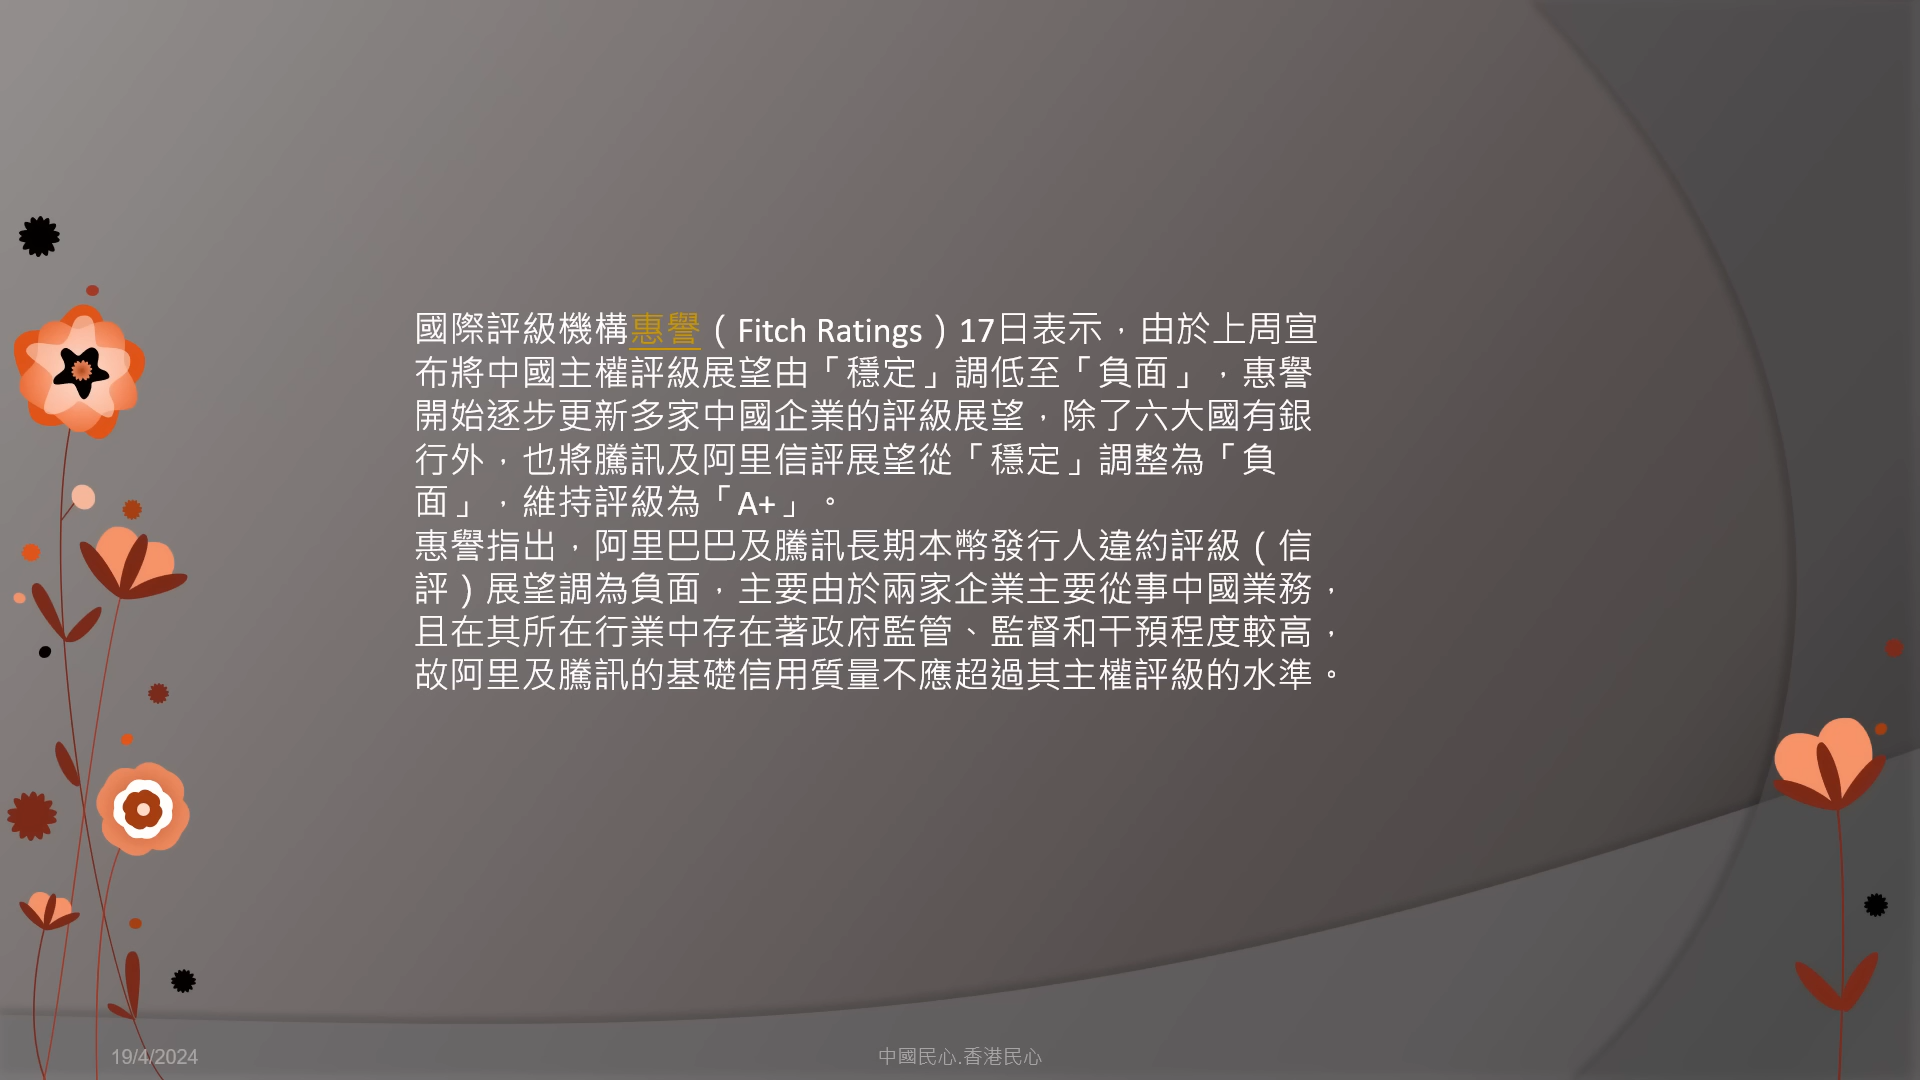 國際評級機構惠譽（Fitch Ratings）17日表示，由於上周宣
布將中國主權評級展望由「穩定」調低至「負面」，惠譽
開始逐步更新多家中國企業的評級展望，除了六大國有銀
行外，也將騰訊及阿里信評展望從「穩定」調整為「負
面」，維持評級為「A+」。
惠譽指出，阿里巴巴及騰訊長期本幣發行人違約評級（信
評）展望調為負面，主要由於兩家企業主要從事中國業務，
且在其所在行業中存在著政府監管、監督和干預程度較高，
故阿里及騰訊的基礎信用質量不應超過其主權評級的水準。
19/4/2024
中國民心.香港民心